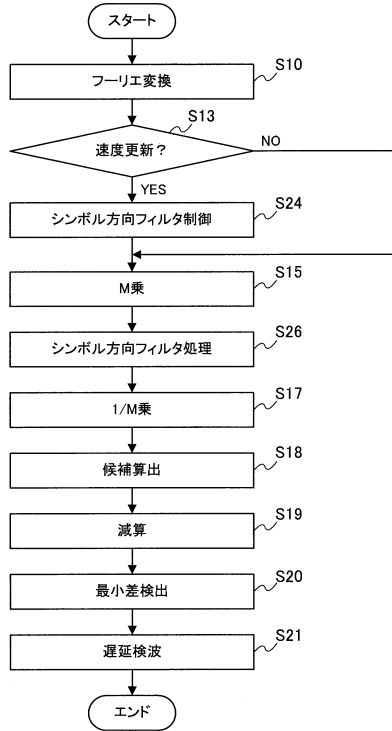 スタート
フーリエ変換
S10
速度更新？
S13
NO
YES
シンボル方向フィルタ制御
S24
M乗
S15
シンボル方向フィルタ処理
S26
1/M乗
S17
候補算出
S18
減算
S19
最小差検出
S20
遅延検波
S21
エンド